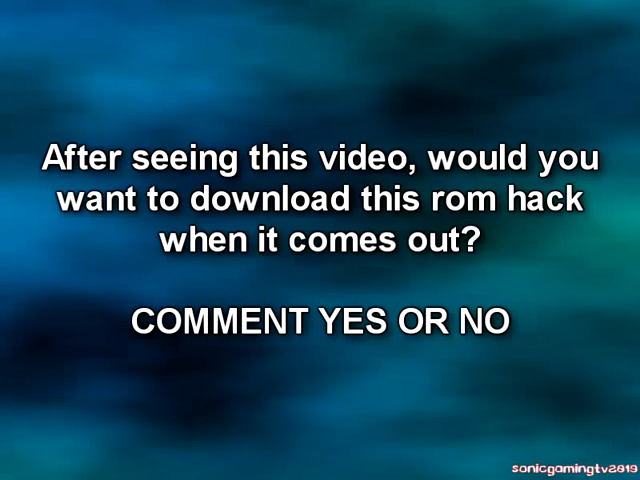 After seeing this video, would you
want to download this rom hack
when it comes out?
COMMENT YES OR NO
sonicgamingtv2019